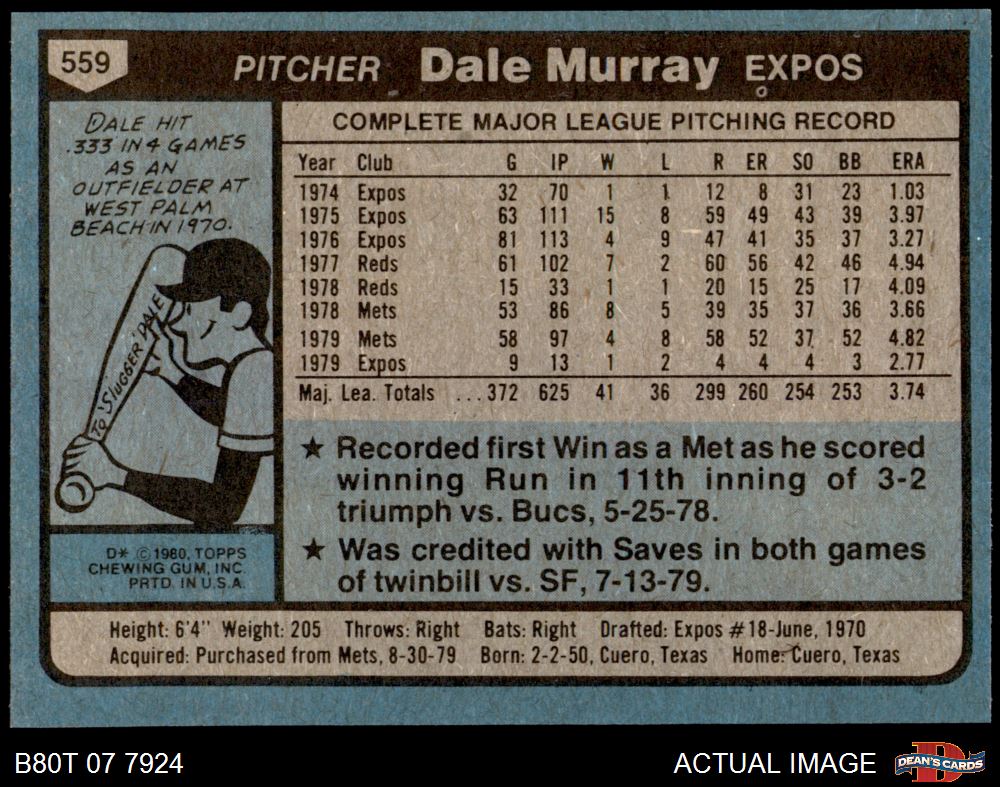 559 PITCHER Dale Murray EXPOS
DALE HIT
.333 IN 4 GAMES
AS AN
OUTFIELDER AT
WEST PALM
BEACH IN 1970.
TO 'SLUGGER' DALE
D* © 1980, TOPPS
CHEWING GUM, INC.
PRTD. IN U.S.A.
COMPLETE MAJOR LEAGUE PITCHING RECORD
Year Club G IP W L R ER SO BB ERA
1974 Expos 32 70 1 1 12 8 31 23 1.03
1975 Expos 63 111 15 8 59 49 43 39 3.97
1976 Expos 81 113 4 9 47 41 35 37 3.27
1977 Reds 61 102 7 2 60 56 42 46 4.94
1978 Reds 15 33 1 1 20 15 25 17 4.09
1978 Mets 53 86 8 5 39 35 37 36 3.66
1979 Mets 58 97 4 8 58 52 37 52 4.82
1979 Expos 9 13 1 2 4 4 4 3 2.77
Maj. Lea. Totals ... 372 625 41 36 299 260 254 253 3.74
★ Recorded first Win as a Met as he scored
winning Run in 11th inning of 3-2
triumph vs. Bucs, 5-25-78.
★ Was credited with Saves in both games
of twinbill vs. SF, 7-13-79.
Height: 6'4" Weight: 205 Throws: Right Bats: Right Drafted: Expos #18-June, 1970
Acquired: Purchased from Mets, 8-30-79 Born: 2-2-50, Cuero, Texas Home: Cuero, Texas
B80T 07 7924 ACTUAL IMAGE D DEAN'S CARDS